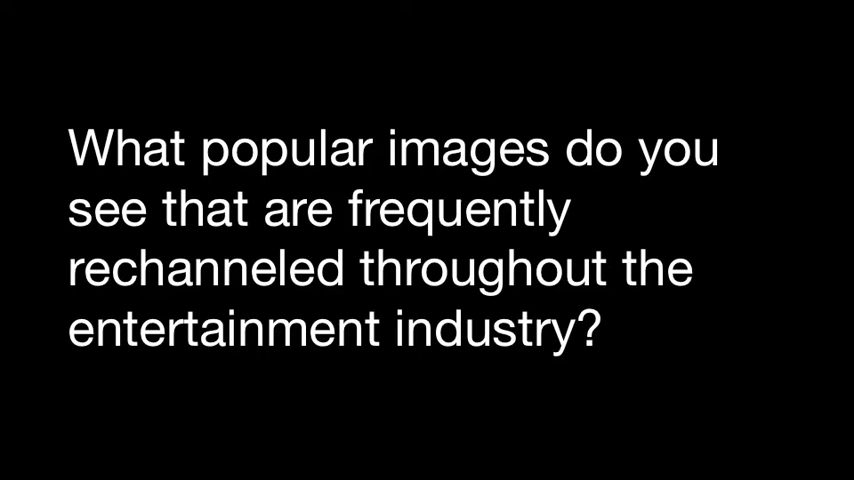 What popular images do you
see that are frequently
rechanneled throughout the
entertainment industry?